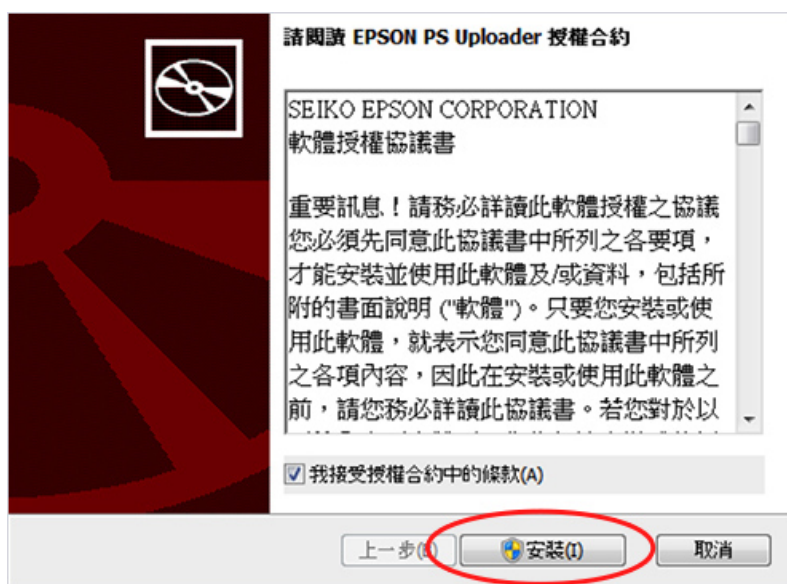 請閱讀 EPSON PS Uploader 授權合約
SEIKO EPSON CORPORATION
軟體授權協議書
重要訊息！請務必詳讀此軟體授權之協議
您必須先同意此協議書中所列之各要項，
才能安裝並使用此軟體及/或資料，包括所
附的書面說明 ("軟體")。只要您安裝或使
用此軟體，就表示您同意此協議書中所列
之各項內容，因此在安裝或使用此軟體之
前，請您務必詳讀此協議書。若您對於以
我接受授權合約中的條款(A)
上一步
安裝(I)
取消